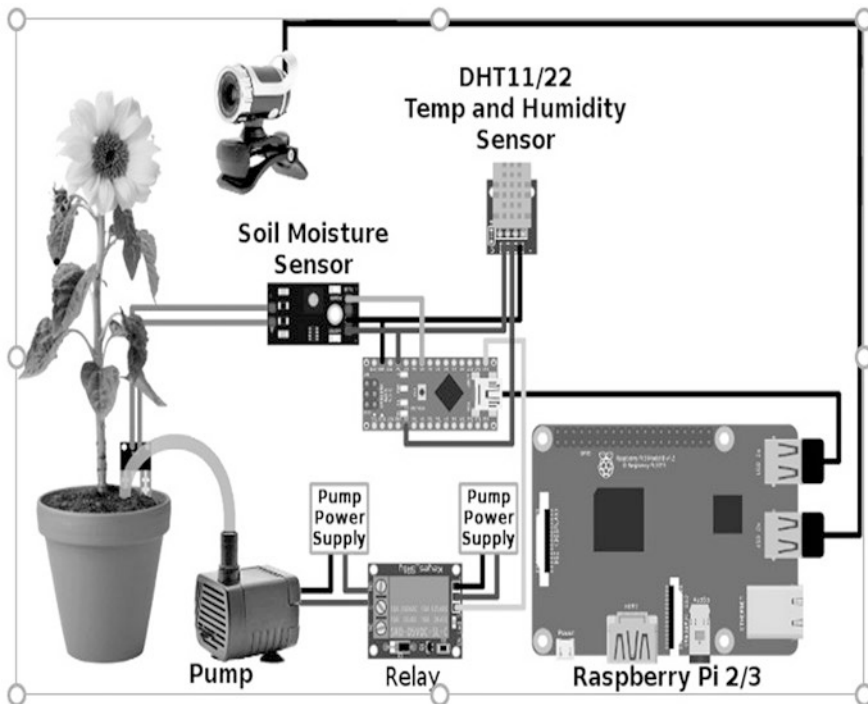 DHT11/22
Temp and Humidity
Sensor
Soil Moisture
Sensor
Pump
Power
Supply
Pump
Power
Supply
Pump
Relay
Raspberry Pi 2/3